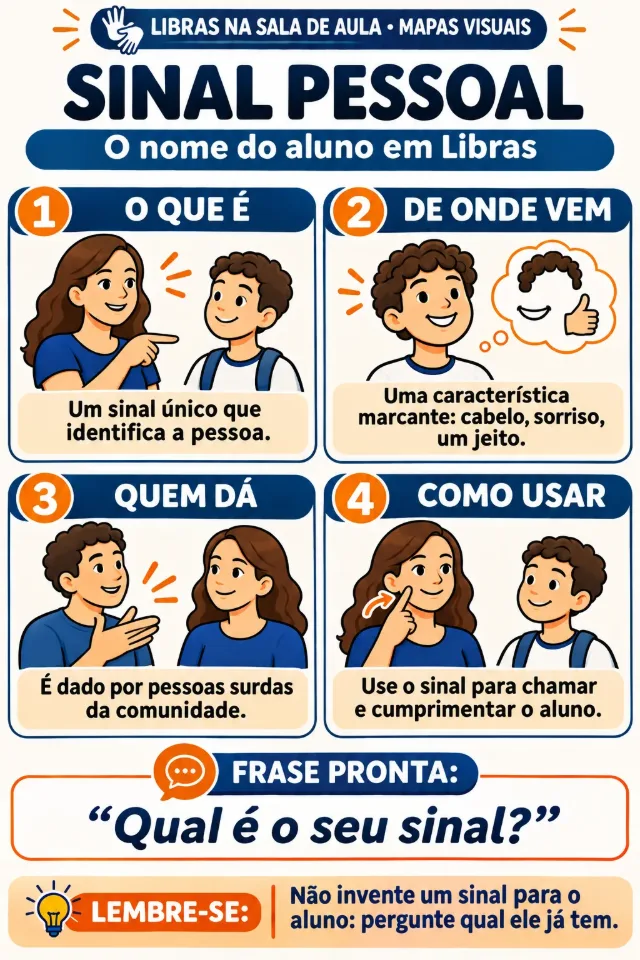 LIBRAS NA SALA DE AULA • MAPAS VISUAIS
SINAL PESSOAL
O nome do aluno em Libras
1 O QUE É
Um sinal único que
identifica a pessoa.
2 DE ONDE VEM
Uma característica
marcante: cabelo, sorriso,
um jeito.
3 QUEM DÁ
É dado por pessoas surdas
da comunidade.
4 COMO USAR
Use o sinal para chamar
e cumprimentar o aluno.
FRASE PRONTA:
“Qual é o seu sinal?”
LEMBRE-SE:
Não invente um sinal para o
aluno: pergunte qual ele já tem.